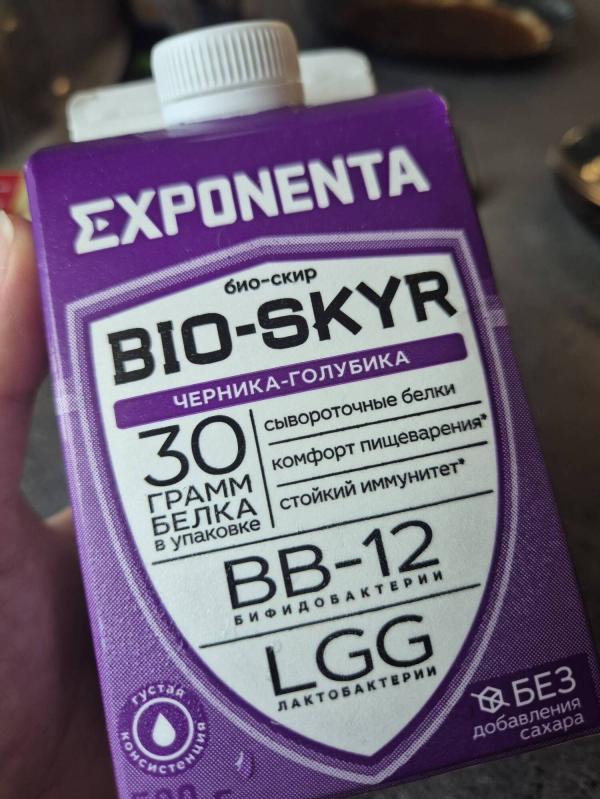 EXPONENTA
био-скир
BIO-SKYR
ЧЕРНИКА-ГОЛУБИКА
30
ГРАММ
БЕЛКА
в упаковке
сывороточные белки
комфорт пищеварения*
стойкий иммунитет*
BB-12
БИФИДОБАКТЕРИИ
LGG
ЛАКТОБАКТЕРИИ
густая
консистенция
БЕЗ
добавления
сахара